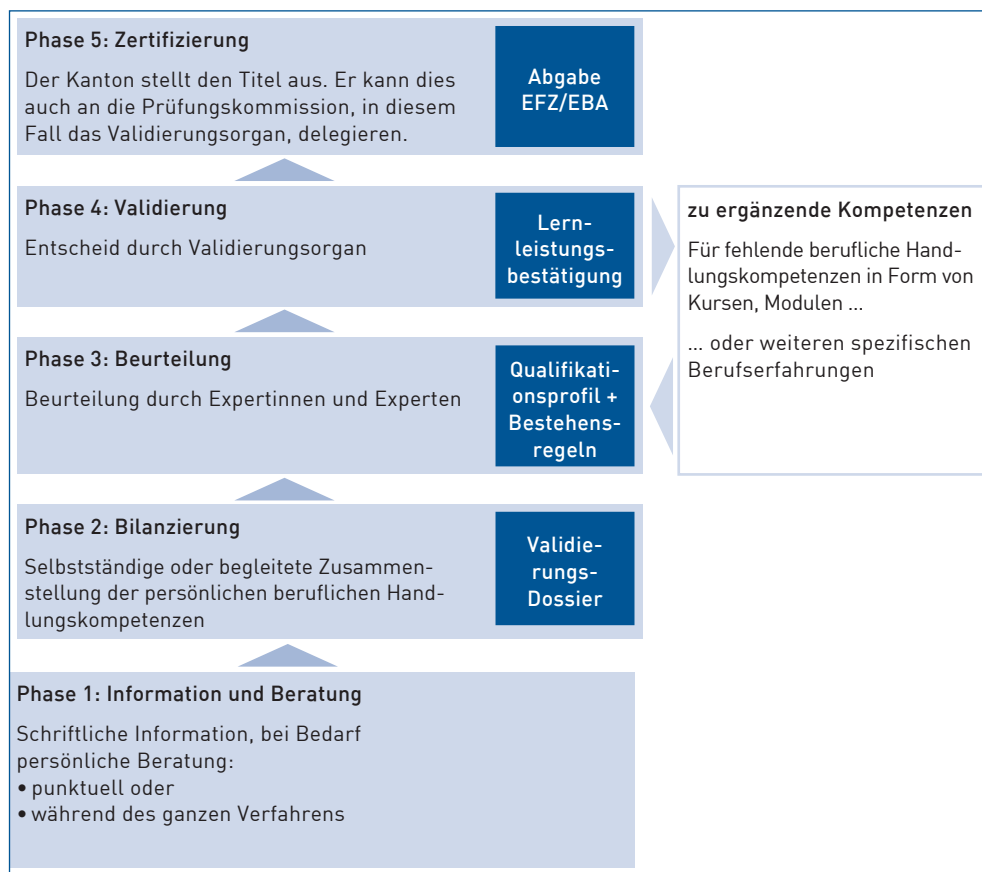 Phase 5: Zertifizierung
Der Kanton stellt den Titel aus. Er kann dies
auch an die Prüfungskommission, in diesem
Fall das Validierungsorgan, delegieren.
Abgabe
EFZ/EBA
Phase 4: Validierung
Entscheid durch Validierungsorgan
Lern-
leistungs-
bestätigung
zu ergänzende Kompetenzen
Für fehlende berufliche Hand-
lungskompetenzen in Form von
Kursen, Modulen ...
... oder weiteren spezifischen
Berufserfahrungen
Phase 3: Beurteilung
Beurteilung durch Expertinnen und Experten
Qualifikati-
onsprofil +
Bestehens-
regeln
Phase 2: Bilanzierung
Selbstständige oder begleitete Zusammen-
stellung der persönlichen beruflichen Hand-
lungskompetenzen
Validie-
rungs-
Dossier
Phase 1: Information und Beratung
Schriftliche Information, bei Bedarf
persönliche Beratung:
• punktuell oder
• während des ganzen Verfahrens